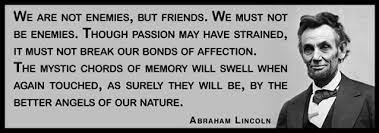 We are not enemies, but friends. We must not
be enemies. Though passion may have strained,
it must not break our bonds of affection.
The mystic chords of memory will swell when
again touched, as surely they will be, by the
better angels of our nature.
Abraham Lincoln